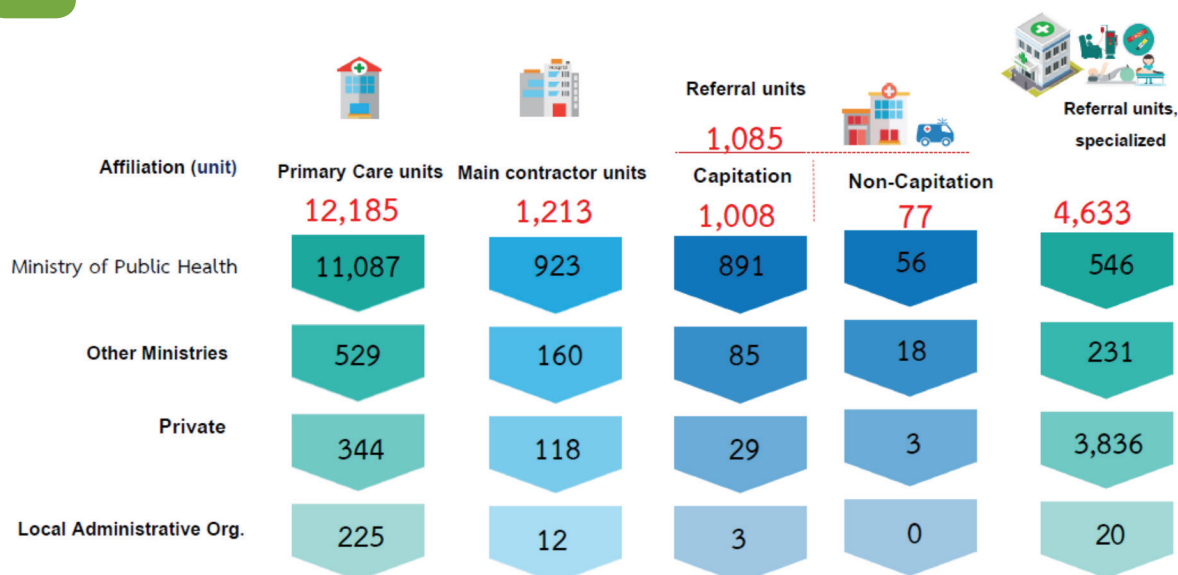 Referral units
1,085
Referral units,
specialized
Affiliation (unit)
Primary Care units
Main contractor units
Capitation
Non-Capitation
12,185
1,213
1,008
77
4,633
Ministry of Public Health
11,087
923
891
56
546
Other Ministries
529
160
85
18
231
Private
344
118
29
3
3,836
Local Administrative Org.
225
12
3
0
20